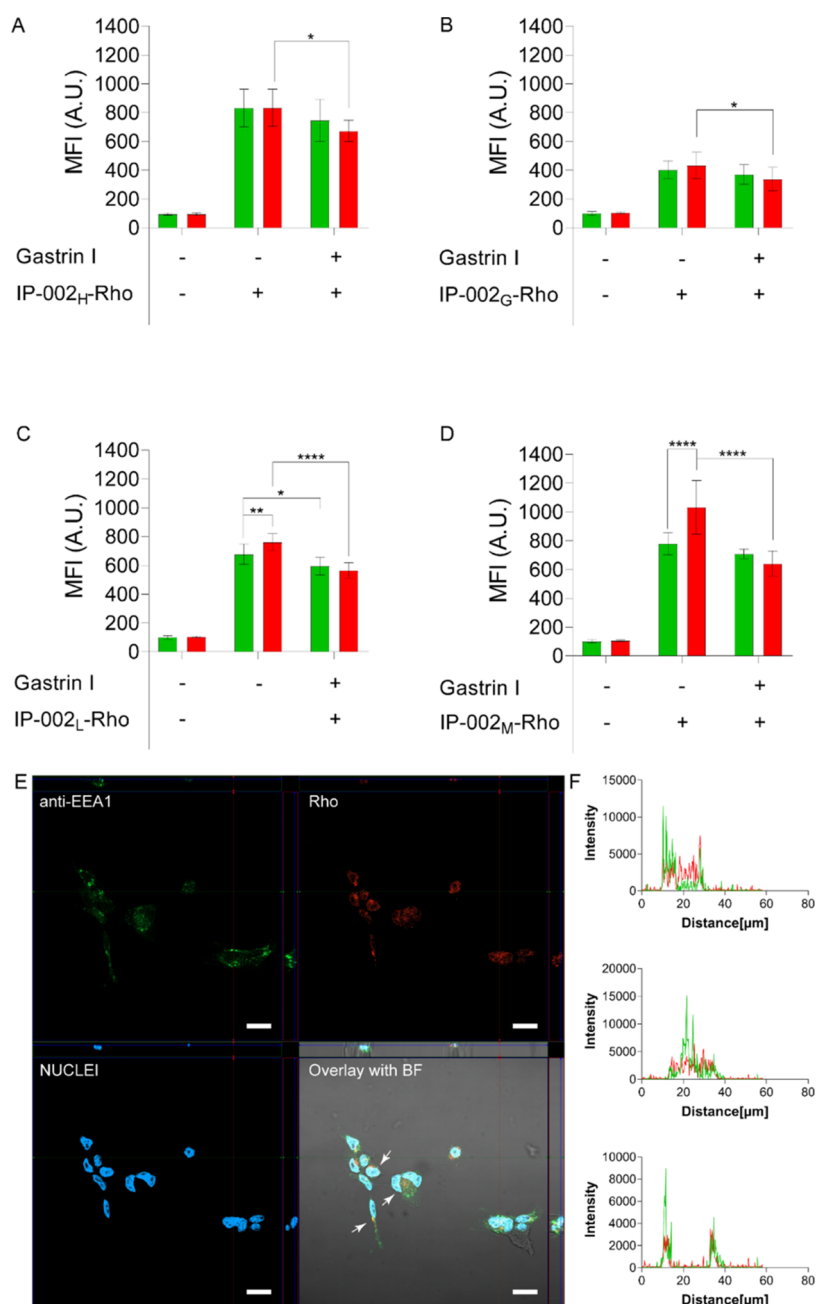 A
MFI (A.U.)
1400
1200
1000
800
600
400
200
0
*
Gastrin I - - +
IP-002H-Rho - + +
B
MFI (A.U.)
1400
1200
1000
800
600
400
200
0
*
Gastrin I - - +
IP-002G-Rho - + +
C
MFI (A.U.)
1400
1200
1000
800
600
400
200
0
****
*
**
Gastrin I - - +
IP-002L-Rho - +
D
MFI (A.U.)
1400
1200
1000
800
600
400
200
0
****
****
Gastrin I - - +
IP-002M-Rho - + +
E
anti-EEA1
Rho
NUCLEI
Overlay with BF
F
Intensity
15000
10000
5000
0
0 20 40 60 80
Distance[µm]
Intensity
20000
15000
10000
5000
0
0 20 40 60 80
Distance[µm]
Intensity
10000
8000
6000
4000
2000
0
0 20 40 60 80
Distance[µm]